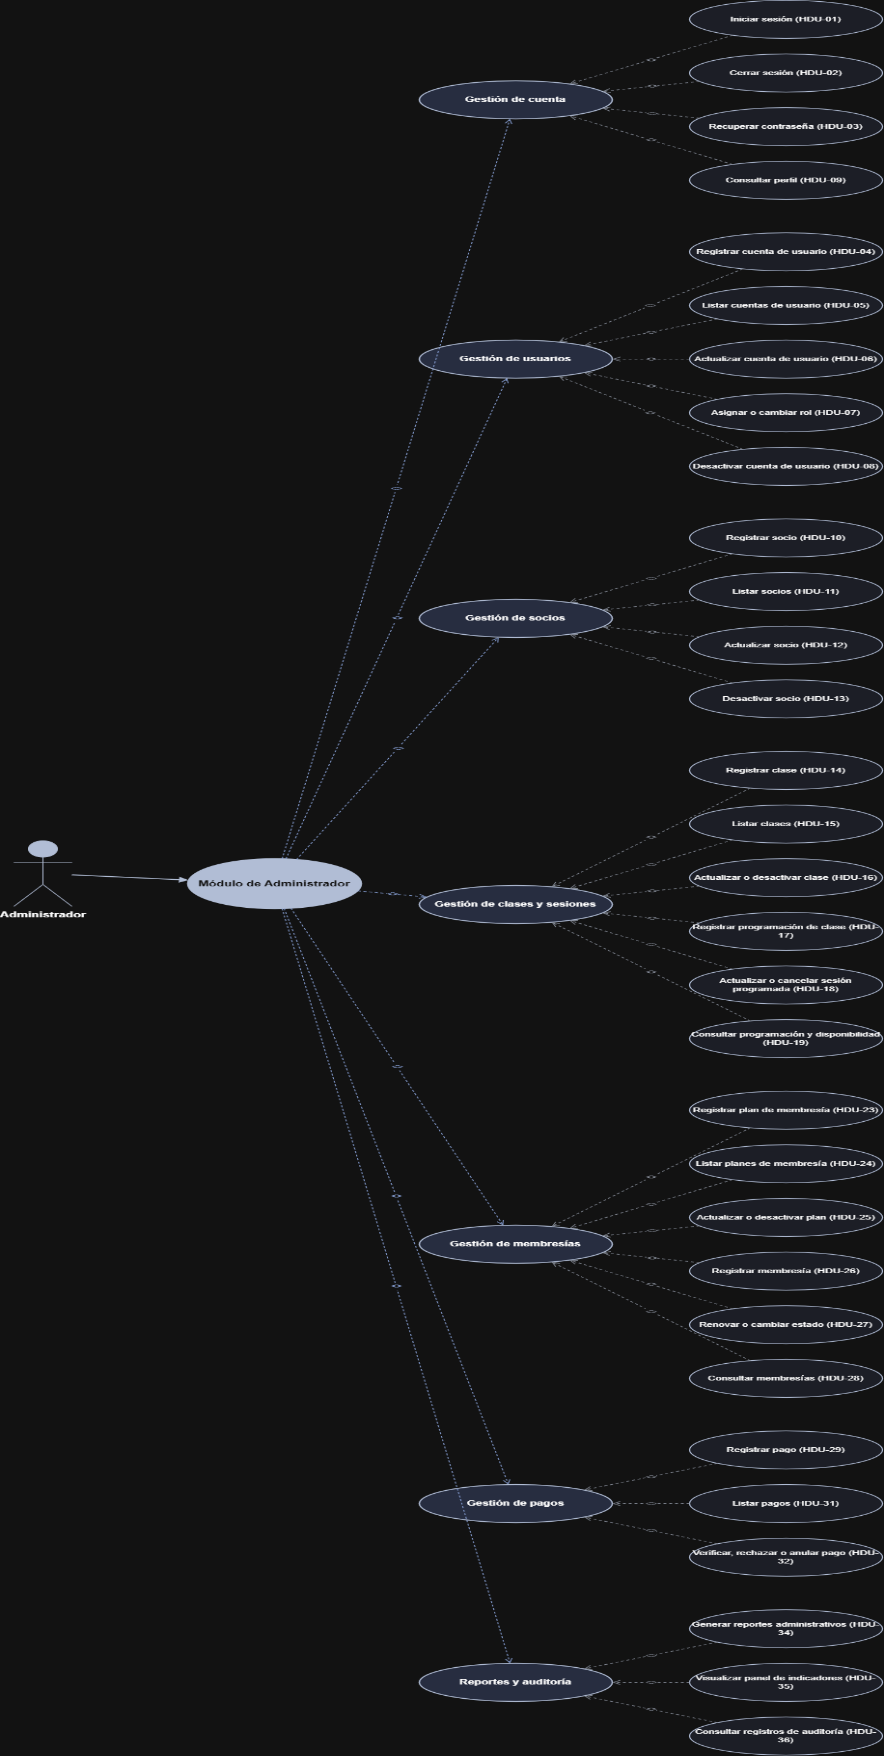 Iniciar sesión (HDU-01)
Cerrar sesión (HDU-02)
Gestión de cuenta
Recuperar contraseña (HDU-03)
Consultar perfil (HDU-09)
Registrar cuenta de usuario (HDU-04)
Listar cuentas de usuario (HDU-05)
Gestión de usuarios
Actualizar cuenta de usuario (HDU-06)
Asignar o cambiar rol (HDU-07)
Desactivar cuenta de usuario (HDU-08)
Registrar socio (HDU-10)
Listar socios (HDU-11)
Gestión de socios
Actualizar socio (HDU-12)
Desactivar socio (HDU-13)
Registrar clase (HDU-14)
Listar clases (HDU-15)
Actualizar o desactivar clase (HDU-16)
Módulo de Administrador
Gestión de clases y sesiones
Administrador
Registrar programación de clase (HDU-
17)
Actualizar o cancelar sesión
programada (HDU-18)
Consultar programación y disponibilidad
(HDU-19)
Registrar plan de membresía (HDU-23)
Listar planes de membresía (HDU-24)
Actualizar o desactivar plan (HDU-25)
Gestión de membresías
Registrar membresía (HDU-26)
Renovar o cambiar estado (HDU-27)
Consultar membresías (HDU-28)
Registrar pago (HDU-29)
Gestión de pagos
Listar pagos (HDU-31)
Verificar, rechazar o anular pago (HDU-
32)
Generar reportes administrativos (HDU-
34)
Reportes y auditoría
Visualizar panel de indicadores (HDU-
35)
Consultar registros de auditoría (HDU-
36)